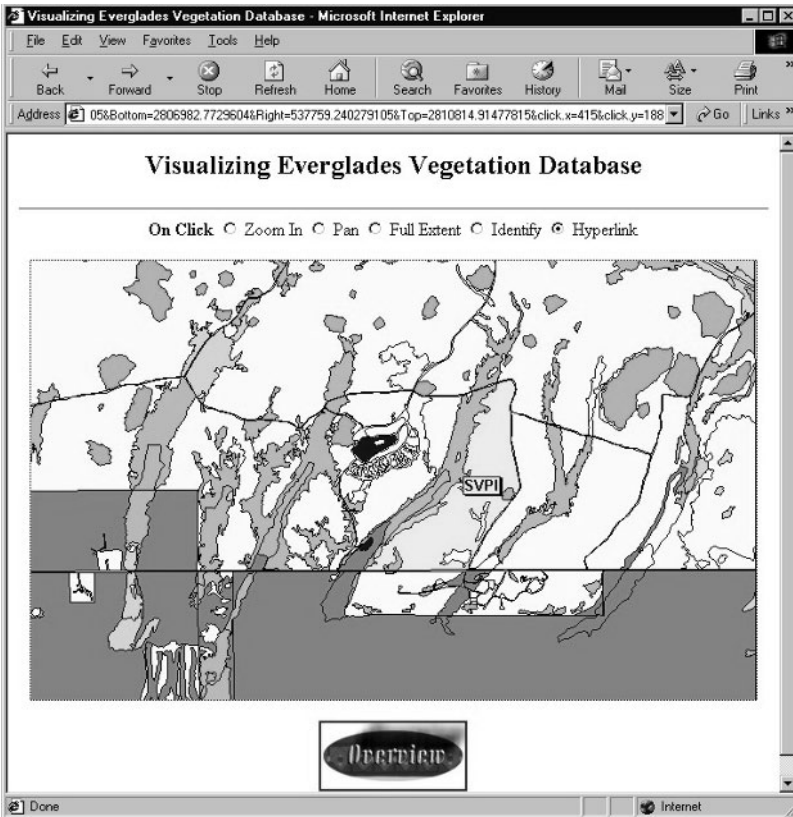 Visualizing Everglades Vegetation Database - Microsoft Internet Explorer
File Edit View Favorites Tools Help
Back Forward Stop Refresh Home Search Favorites History Mail Size Print
Address 05&Bottom=2806982.7729604&Right=537759.240279105&Top=2810814.91477815&click.x=415&click.y=188 Go Links
Visualizing Everglades Vegetation Database
On Click Zoom In Pan Full Extent Identify Hyperlink
SVPI
Overview
Done Internet